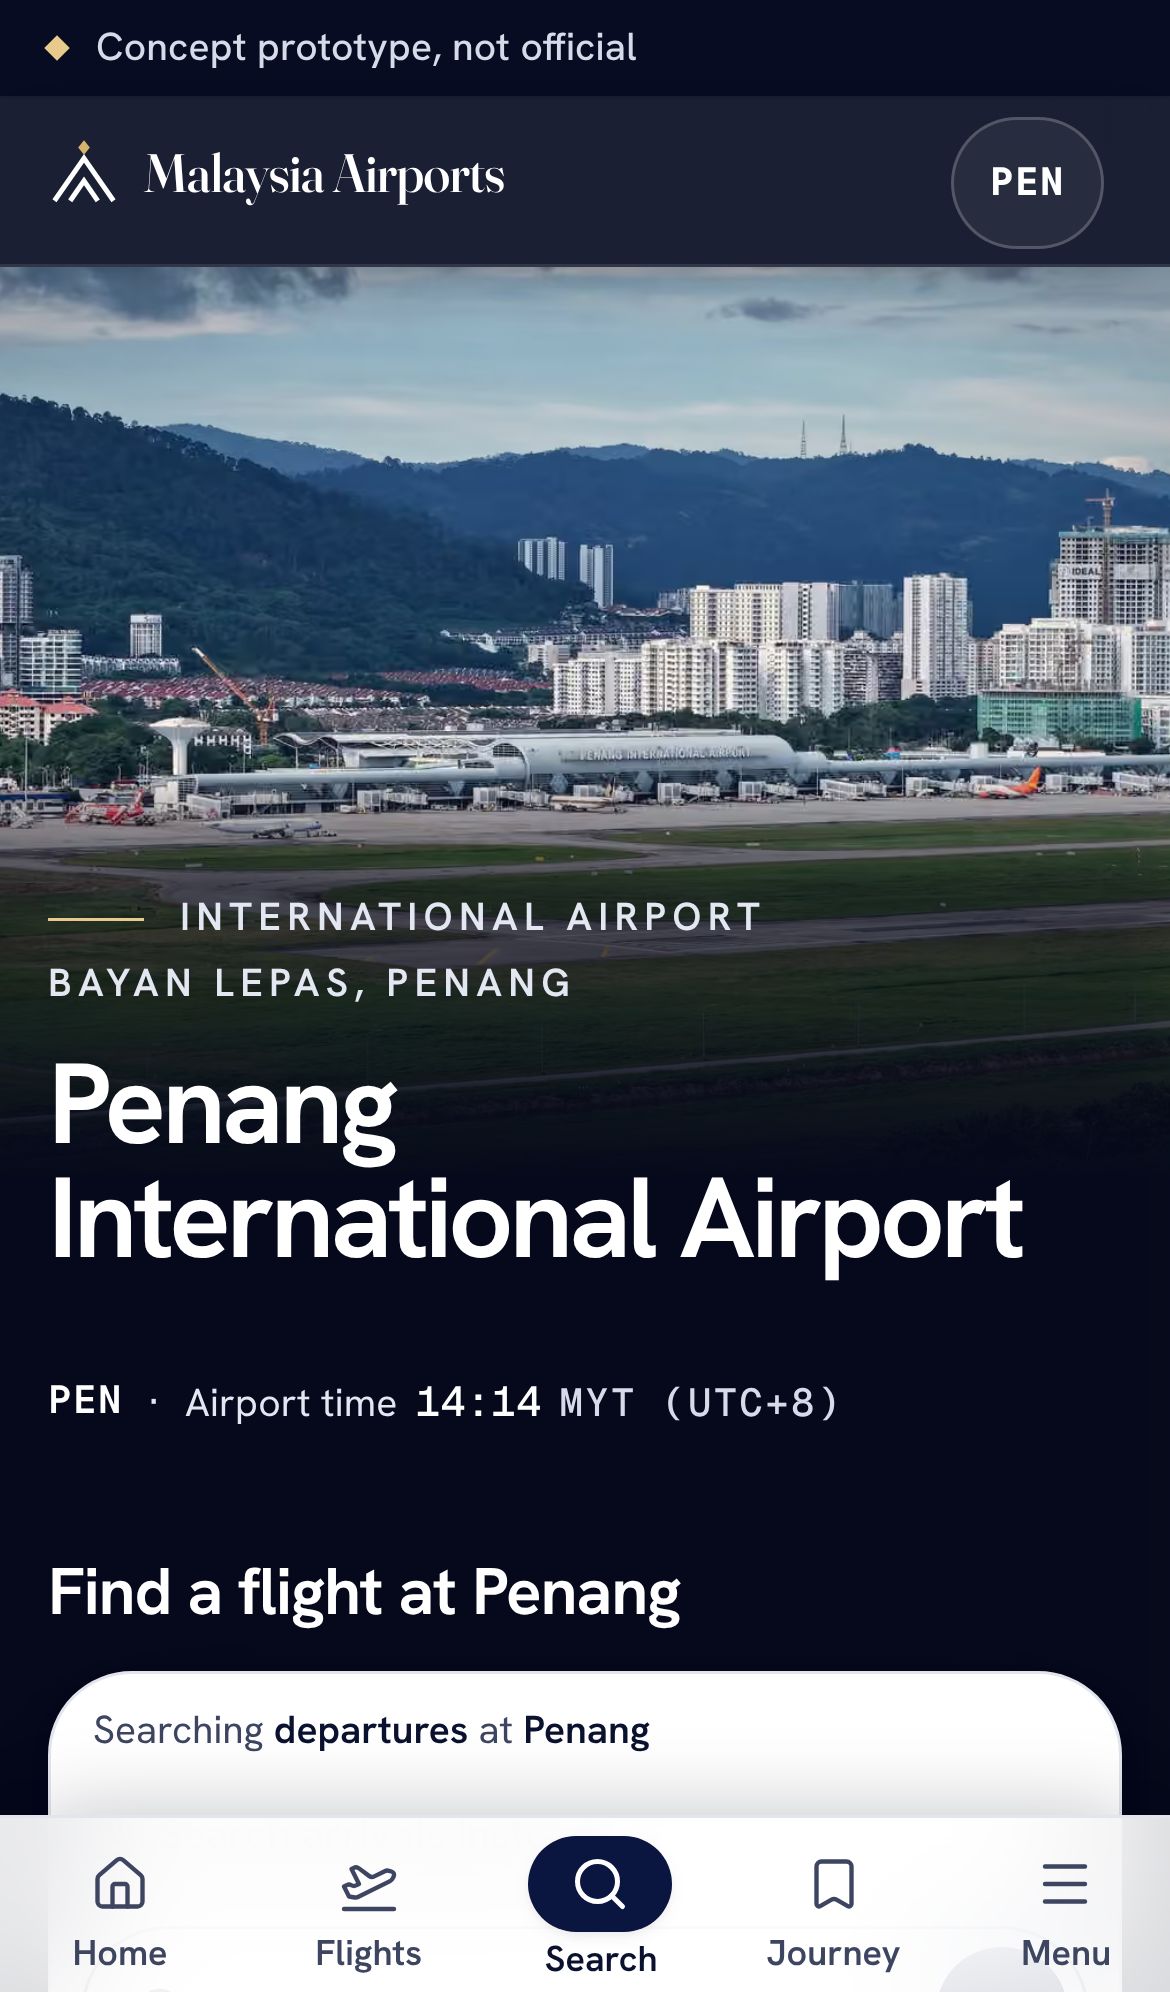 Concept prototype, not official
Malaysia Airports
PEN
IDEAL
PENANG INTERNATIONAL AIRPORT
INTERNATIONAL AIRPORT
BAYAN LEPAS, PENANG
Penang
International Airport
PEN · Airport time 14:14 MYT (UTC+8)
Find a flight at Penang
Searching departures at Penang
Home
Flights
Search
Journey
Menu